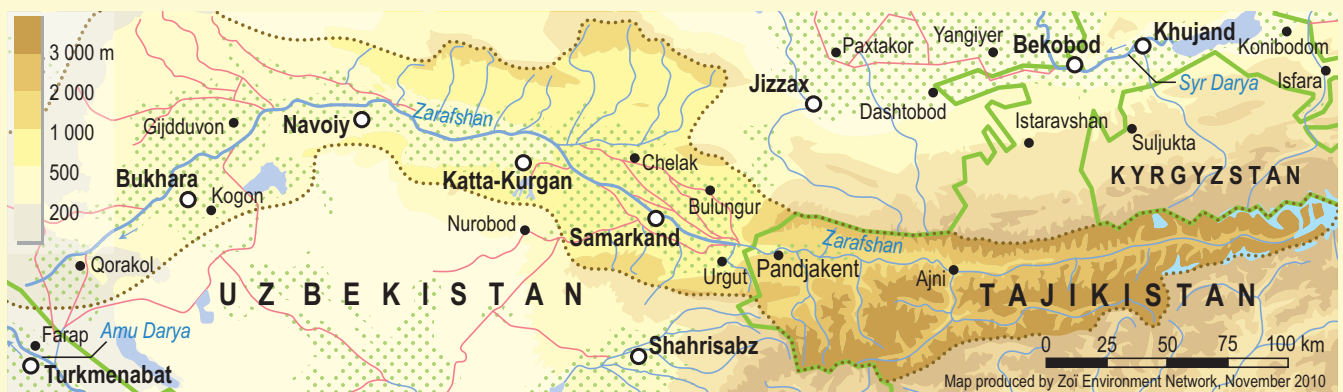 3 000 m
2 000
1 000
500
200
Paxtakor
Yangiyer
Bekobod
Khujand
Konibodom
Isfara
Syr Darya
Jizzax
Dashtobod
Istaravshan
Suljukta
KYRGYZSTAN
Gijdduvon
Navoiy
Zarafshan
Bukhara
Kogon
Katta-Kurgan
Chelak
Bulungur
Nurobod
Samarkand
Zarafshan
Qorakol
Urgut
Pandjakent
Ajni
UZBEKISTAN
TAJIKISTAN
Farap
Amu Darya
Turkmenabat
Shahrisabz
0 25 50 75 100 km
Map produced by Zoï Environment Network, November 2010